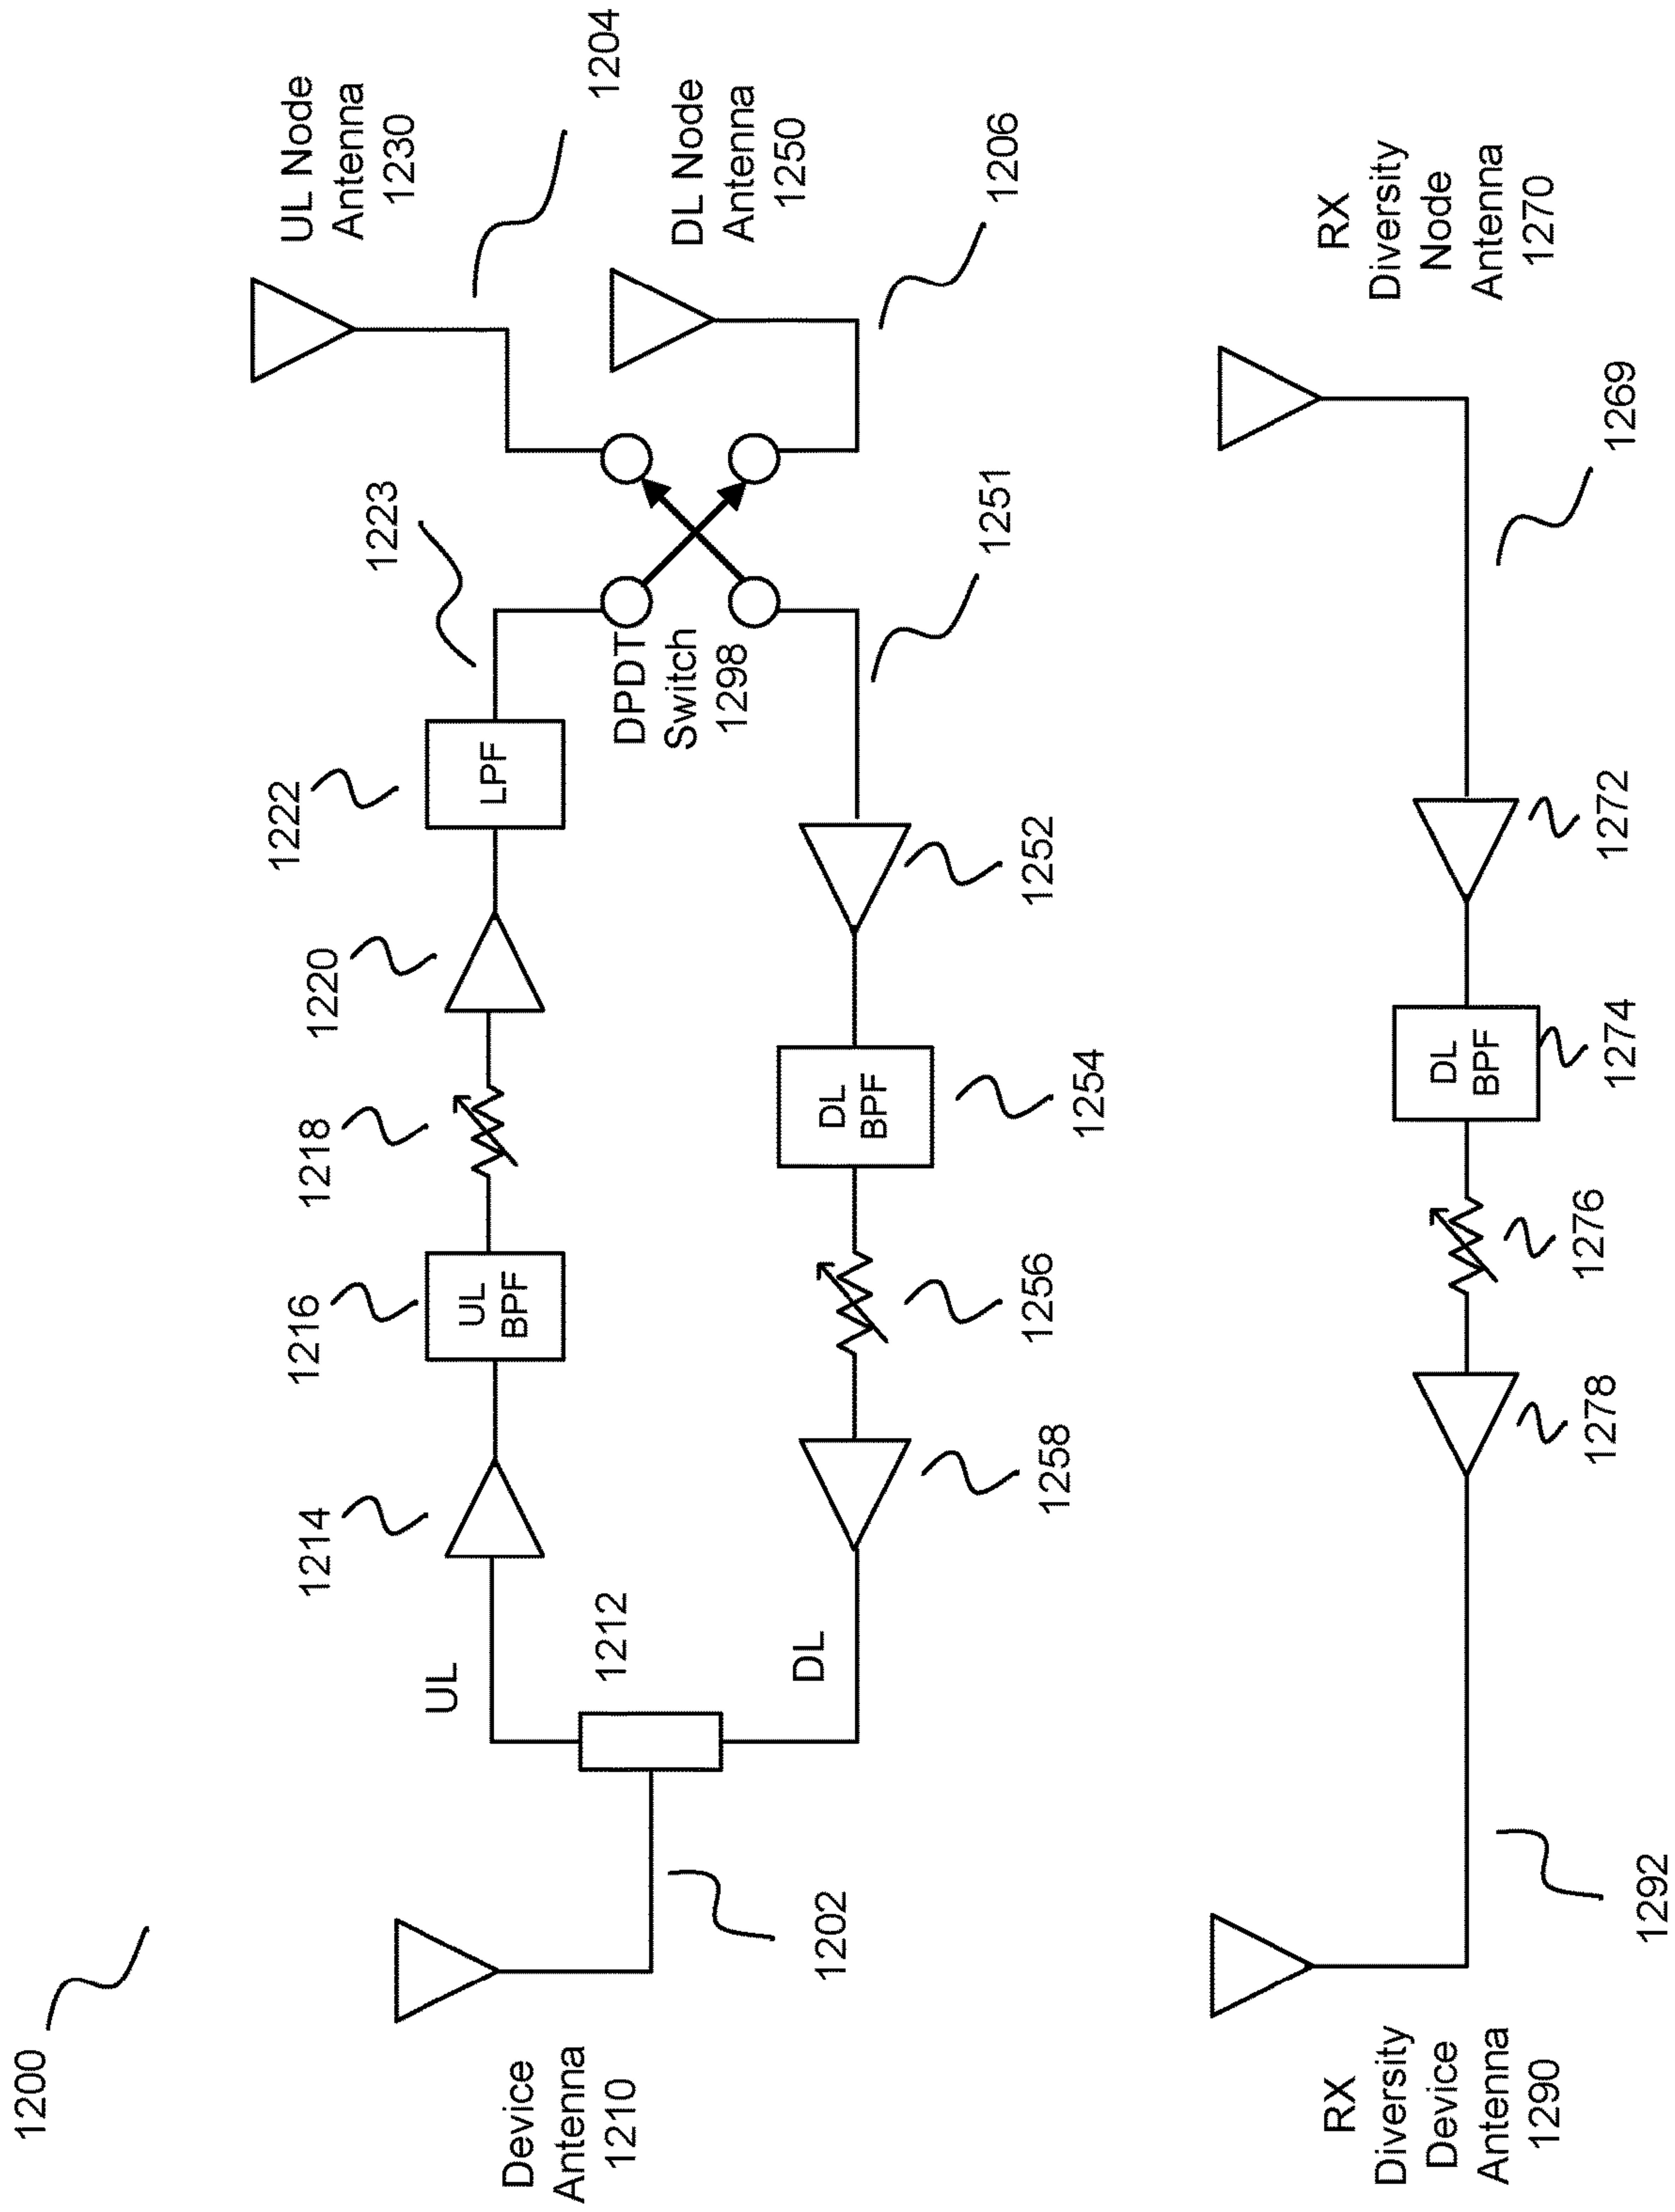 1200
UL Node
Antenna
1230
1204
DL Node
Antenna
1250
1206
1214
1216
UL
BPF
1218
1220
1222
LPF
1223
UL
1212
DPDT
Switch
1298
Device
Antenna
1210
1202
DL
1258
1256
DL
BPF
1254
1252
1251
RX
Diversity
Device
Antenna
1290
1292
1278
1276
DL
BPF
1274
1272
1269
RX
Diversity
Node
Antenna
1270